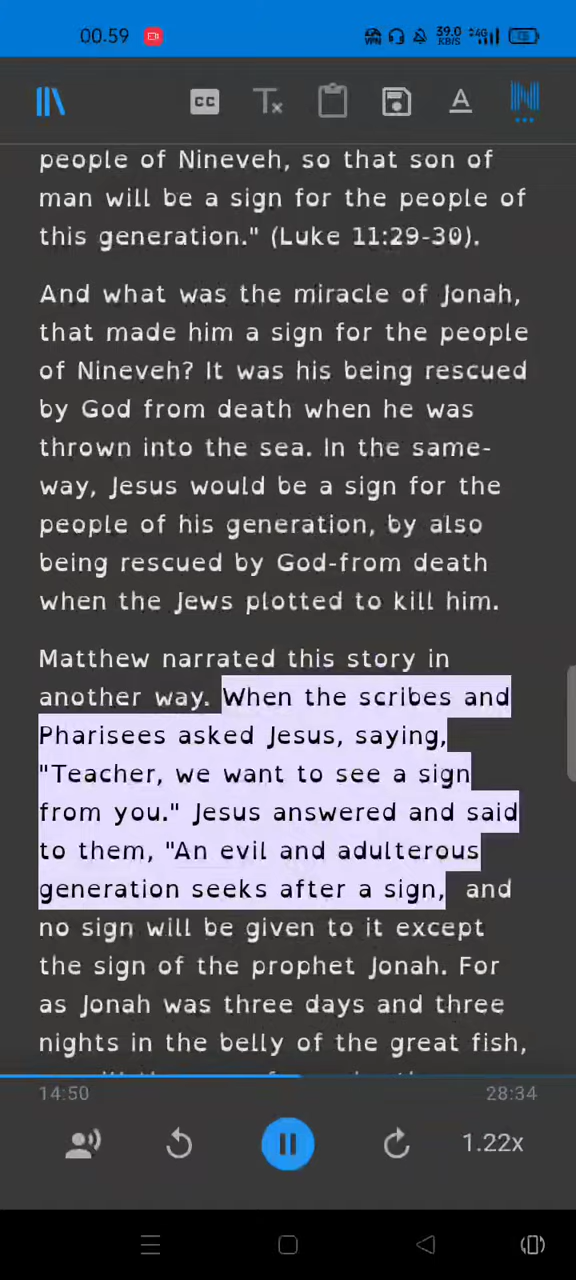 00.59
VPN 39.0 KB/S 4G
CC
people of Nineveh, so that son of
man will be a sign for the people of
this generation." (Luke 11:29-30).
And what was the miracle of Jonah,
that made him a sign for the people
of Nineveh? It was his being rescued
by God from death when he was
thrown into the sea. In the same-
way, Jesus would be a sign for the
people of his generation, by also
being rescued by God-from death
when the Jews plotted to kill him.
Matthew narrated this story in
another way. When the scribes and
Pharisees asked Jesus, saying,
"Teacher, we want to see a sign
from you." Jesus answered and said
to them, "An evil and adulterous
generation seeks after a sign, and
no sign will be given to it except
the sign of the prophet Jonah. For
as Jonah was three days and three
nights in the belly of the great fish,
14:50 28:34
1.22x